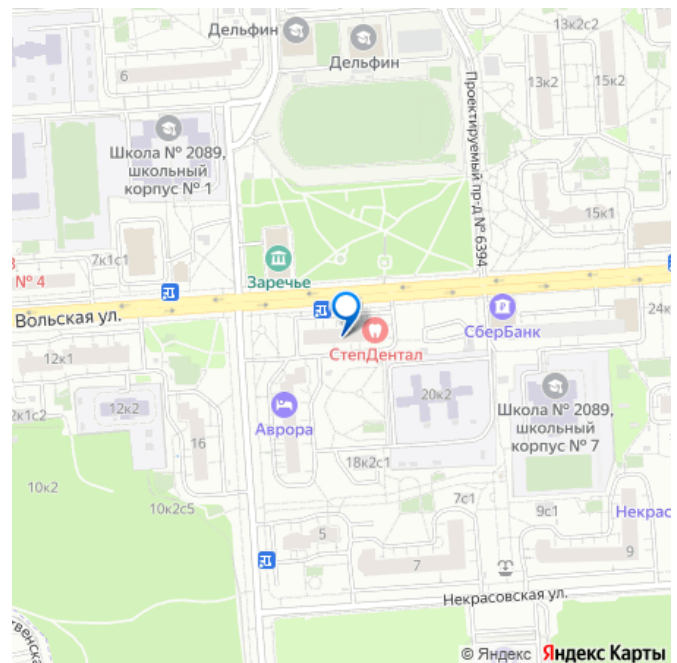 Дельфин
Дельфин
13к2с2
6
13к2
15к2
Проектируемый пр-д № 6394
Школа № 2089,
школьный
корпус № 1
15к1
7к1с1
№ 4
Заречье
Вольская ул.
24к
СберБанк
СтепДентал
12к1
20к2
Школа № 2089,
школьный
корпус № 7
12к2
2к1с2
Аврора
16
18к2с1
10к2
10к2с5
7с1
9с1
Некрас
5
7
9
Некрасовская ул.
венская
© Яндекс Яндекс Карты